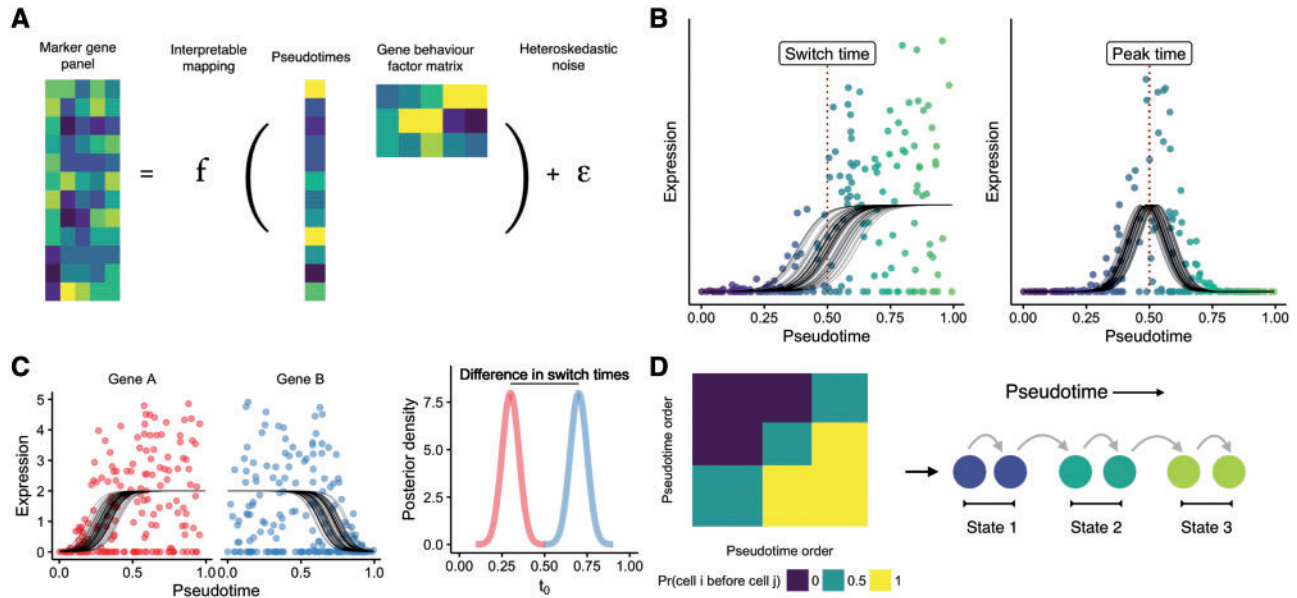 A
Marker gene
panel
Interpretable
mapping
Pseudotimes
Gene behaviour
factor matrix
Heteroskedastic
noise
=
f
(
)
+ ε
B
Switch time
Expression
0.00
0.25
0.50
0.75
1.00
Pseudotime
Peak time
Expression
0.00
0.25
0.50
0.75
1.00
Pseudotime
C
Gene A
Gene B
Expression
5
4
3
2
1
0
0.0
0.5
1.0
0.0
0.5
1.0
Pseudotime
Difference in switch times
Posterior density
7.5
5.0
2.5
0.0
0.00
0.25
0.50
0.75
1.00
t0
D
Pseudotime order
Pseudotime order
Pr(cell i before cell j)
0
0.5
1
Pseudotime
State 1
State 2
State 3